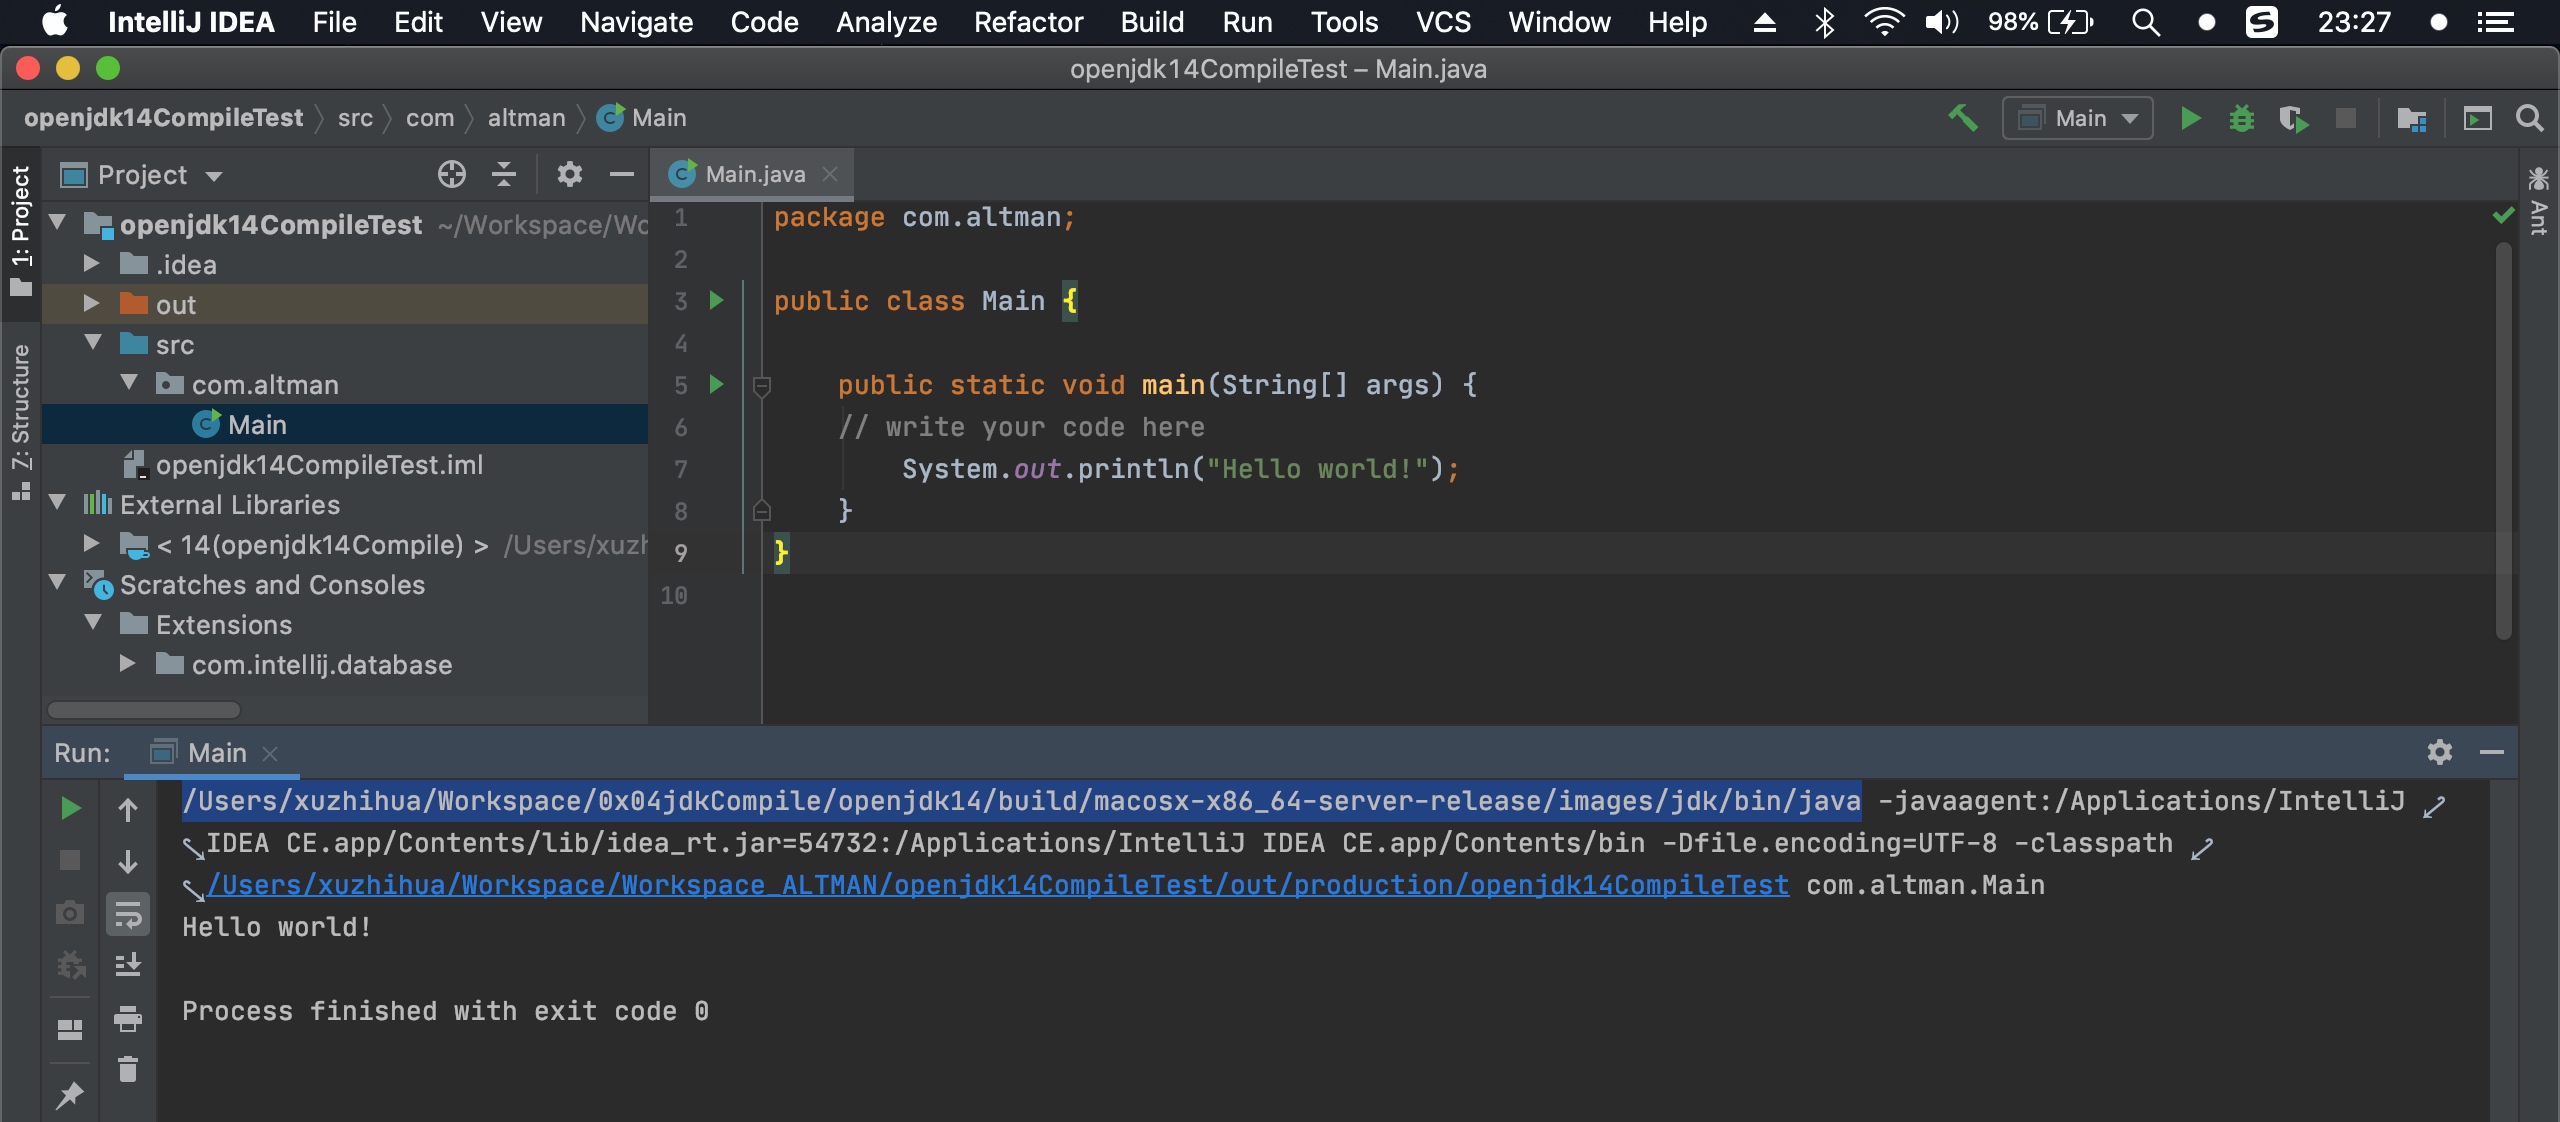 IntelliJ IDEA File Edit View Navigate Code Analyze Refactor Build Run Tools VCS Window Help 98% 23:27
openjdk14CompileTest – Main.java
openjdk14CompileTest src com altman Main
Main
1: Project
Z: Structure
Project
openjdk14CompileTest ~/Workspace/Wo
.idea
out
src
com.altman
Main
openjdk14CompileTest.iml
External Libraries
< 14(openjdk14Compile) > /Users/xuzh
Scratches and Consoles
Extensions
com.intellij.database
Main.java
1 package com.altman;
2
3 public class Main {
4
5 public static void main(String[] args) {
6 // write your code here
7 System.out.println("Hello world!");
8 }
9 }
10
Ant
Run: Main
/Users/xuzhihua/Workspace/0x04jdkCompile/openjdk14/build/macosx-x86_64-server-release/images/jdk/bin/java -javaagent:/Applications/IntelliJ
IDEA CE.app/Contents/lib/idea_rt.jar=54732:/Applications/IntelliJ IDEA CE.app/Contents/bin -Dfile.encoding=UTF-8 -classpath
/Users/xuzhihua/Workspace/Workspace_ALTMAN/openjdk14CompileTest/out/production/openjdk14CompileTest com.altman.Main
Hello world!
Process finished with exit code 0